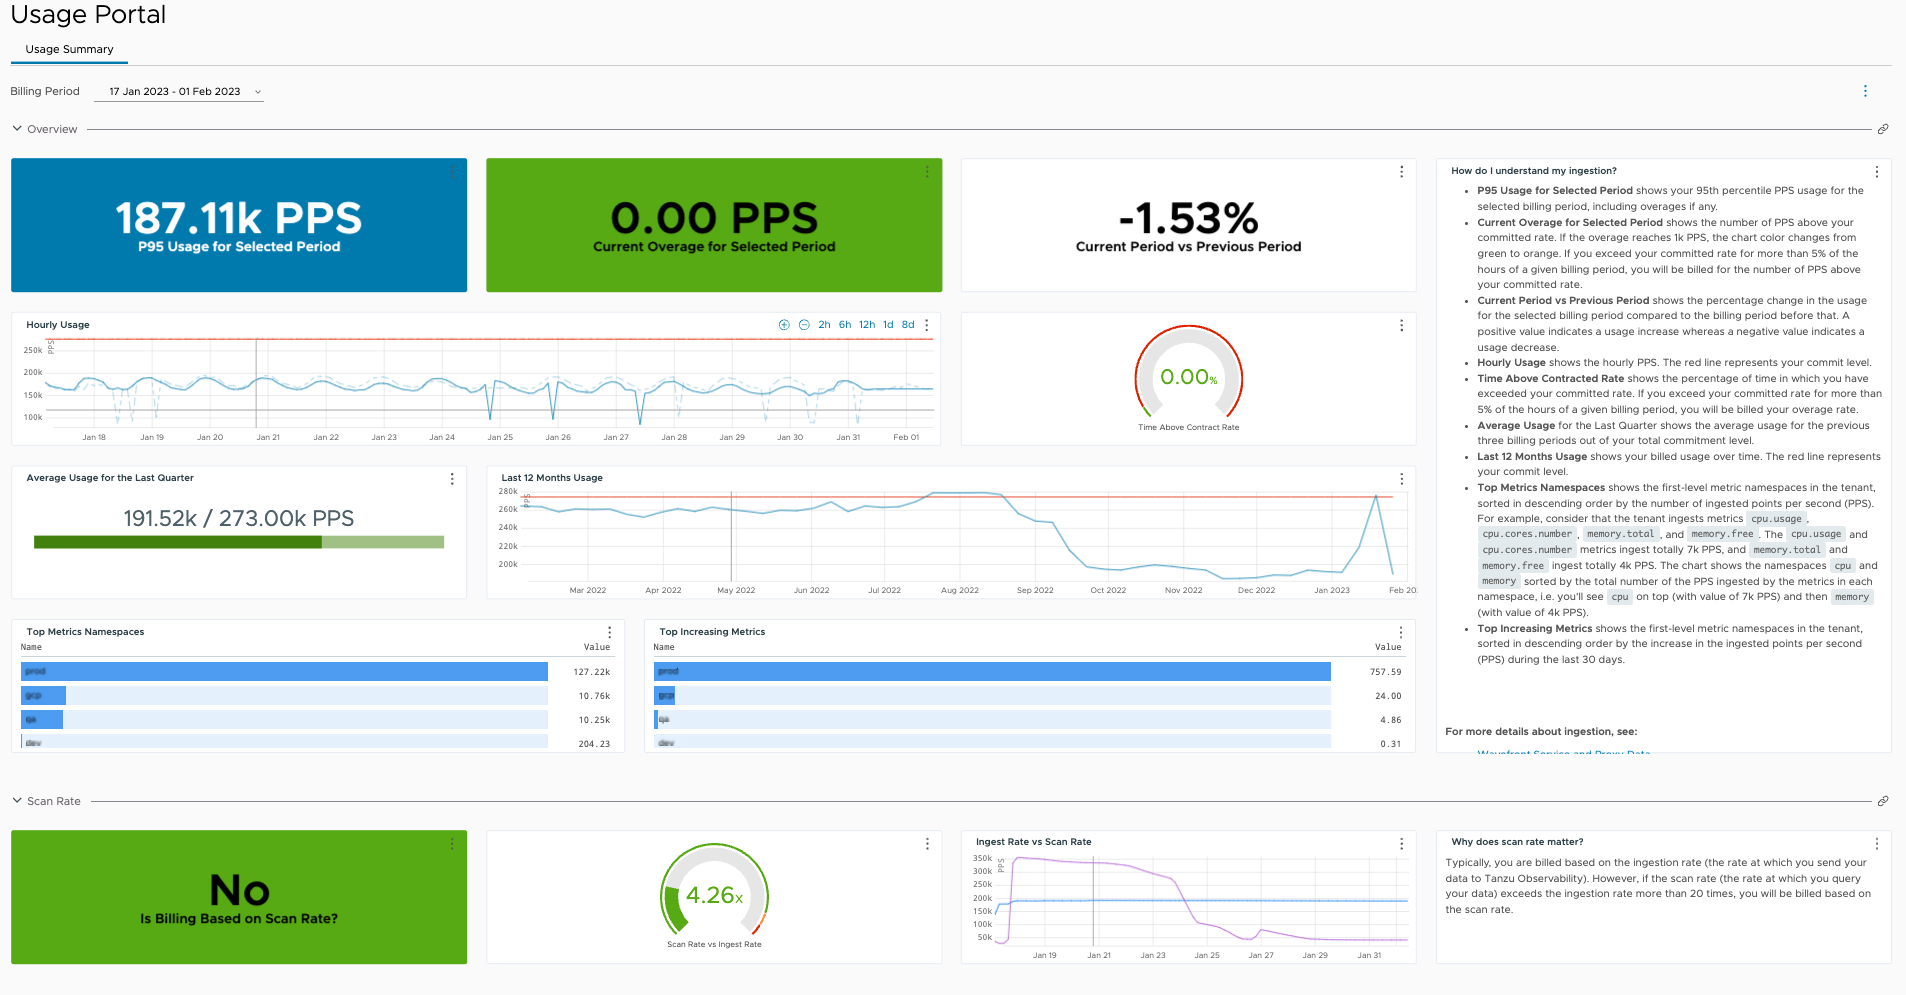 Usage Portal
Usage Summary
Billing Period
17 Jan 2023 - 01 Feb 2023
Overview
187.11k PPS
P95 Usage for Selected Period
0.00 PPS
Current Overage for Selected Period
-1.53%
Current Period vs Previous Period
Hourly Usage
2h 6h 12h 1d 8d
PPS
250k
200k
150k
100k
Jan 18 Jan 19 Jan 20 Jan 21 Jan 22 Jan 23 Jan 24 Jan 25 Jan 26 Jan 27 Jan 28 Jan 29 Jan 30 Jan 31 Feb 01
0.00%
Time Above Contract Rate
Average Usage for the Last Quarter
191.52k / 273.00k PPS
Last 12 Months Usage
PPS
280k
260k
240k
220k
200k
Mar 2022 Apr 2022 May 2022 Jun 2022 Jul 2022 Aug 2022 Sep 2022 Oct 2022 Nov 2022 Dec 2022 Jan 2023 Feb 20
Top Metrics Namespaces
Name Value
prod 127.22k
gcp 10.76k
qa 10.25k
dev 204.23
Top Increasing Metrics
Name Value
prod 757.59
gcp 24.00
qa 4.86
dev 0.31
How do I understand my ingestion?
• P95 Usage for Selected Period shows your 95th percentile PPS usage for the
selected billing period, including overages if any.
• Current Overage for Selected Period shows the number of PPS above your
committed rate. If the overage reaches 1k PPS, the chart color changes from
green to orange. If you exceed your committed rate for more than 5% of the
hours of a given billing period, you will be billed for the number of PPS above
your committed rate.
• Current Period vs Previous Period shows the percentage change in the usage
for the selected billing period compared to the billing period before that. A
positive value indicates a usage increase whereas a negative value indicates a
usage decrease.
• Hourly Usage shows the hourly PPS. The red line represents your commit level.
• Time Above Contracted Rate shows the percentage of time in which you have
exceeded your committed rate. If you exceed your committed rate for more than
5% of the hours of a given billing period, you will be billed your overage rate.
• Average Usage for the Last Quarter shows the average usage for the previous
three billing periods out of your total commitment level.
• Last 12 Months Usage shows your billed usage over time. The red line represents
your commit level.
• Top Metrics Namespaces shows the first-level metric namespaces in the tenant,
sorted in descending order by the number of ingested points per second (PPS).
For example, consider that the tenant ingests metrics cpu.usage ,
cpu.cores.number , memory.total , and memory.free . The cpu.usage and
cpu.cores.number metrics ingest totally 7k PPS, and memory.total and
memory.free ingest totally 4k PPS. The chart shows the namespaces cpu and
memory sorted by the total number of the PPS ingested by the metrics in each
namespace, i.e. you'll see cpu on top (with value of 7k PPS) and then memory
(with value of 4k PPS).
• Top Increasing Metrics shows the first-level metric namespaces in the tenant,
sorted in descending order by the increase in the ingested points per second
(PPS) during the last 30 days.
For more details about ingestion, see:
Wavefront Service and Proxy Data
Scan Rate
No
Is Billing Based on Scan Rate?
4.26x
Scan Rate vs Ingest Rate
Ingest Rate vs Scan Rate
PPS
350k
300k
250k
200k
150k
100k
50k
Jan 19 Jan 21 Jan 23 Jan 25 Jan 27 Jan 29 Jan 31
Why does scan rate matter?
Typically, you are billed based on the ingestion rate (the rate at which you send your
data to Tanzu Observability). However, if the scan rate (the rate at which you query
your data) exceeds the ingestion rate more than 20 times, you will be billed based on
the scan rate.